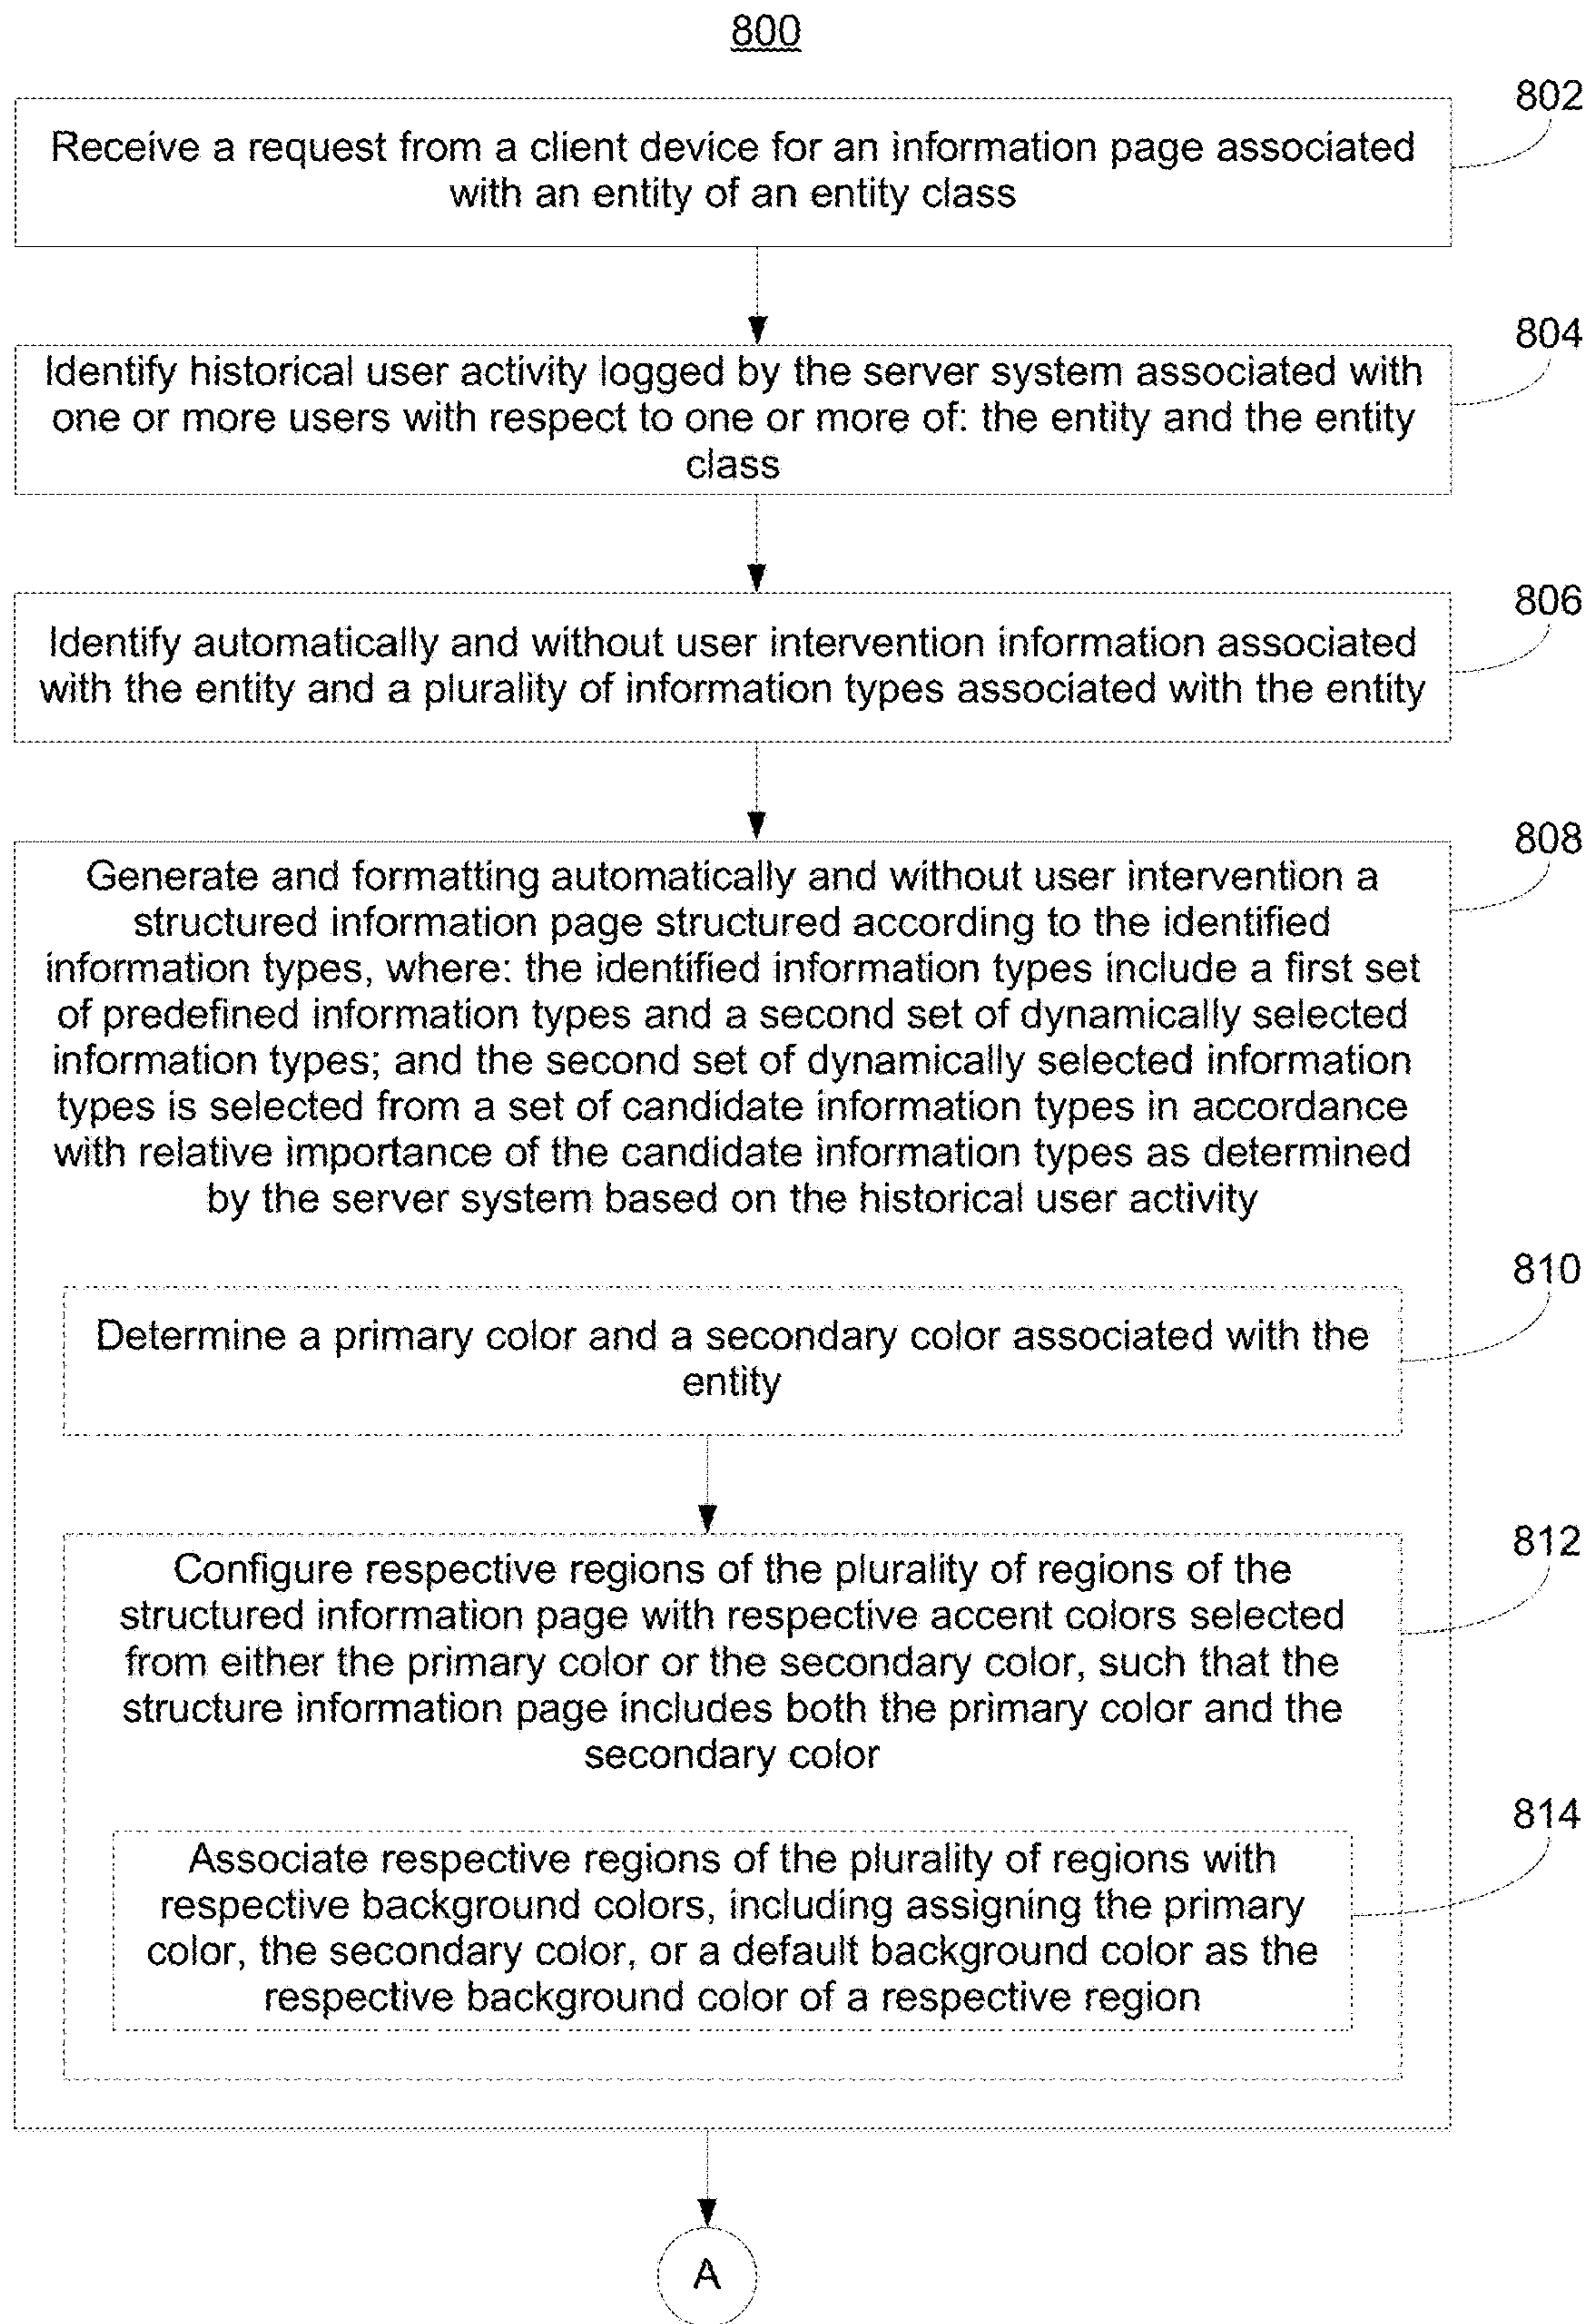 800
802
Receive a request from a client device for an information page associated
with an entity of an entity class
804
Identify historical user activity logged by the server system associated with
one or more users with respect to one or more of: the entity and the entity
class
806
Identify automatically and without user intervention information associated
with the entity and a plurality of information types associated with the entity
808
Generate and formatting automatically and without user intervention a
structured information page structured according to the identified
information types, where: the identified information types include a first set
of predefined information types and a second set of dynamically selected
information types; and the second set of dynamically selected information
types is selected from a set of candidate information types in accordance
with relative importance of the candidate information types as determined
by the server system based on the historical user activity
810
Determine a primary color and a secondary color associated with the
entity
812
Configure respective regions of the plurality of regions of the
structured information page with respective accent colors selected
from either the primary color or the secondary color, such that the
structure information page includes both the primary color and the
secondary color
814
Associate respective regions of the plurality of regions with
respective background colors, including assigning the primary
color, the secondary color, or a default background color as the
respective background color of a respective region
A